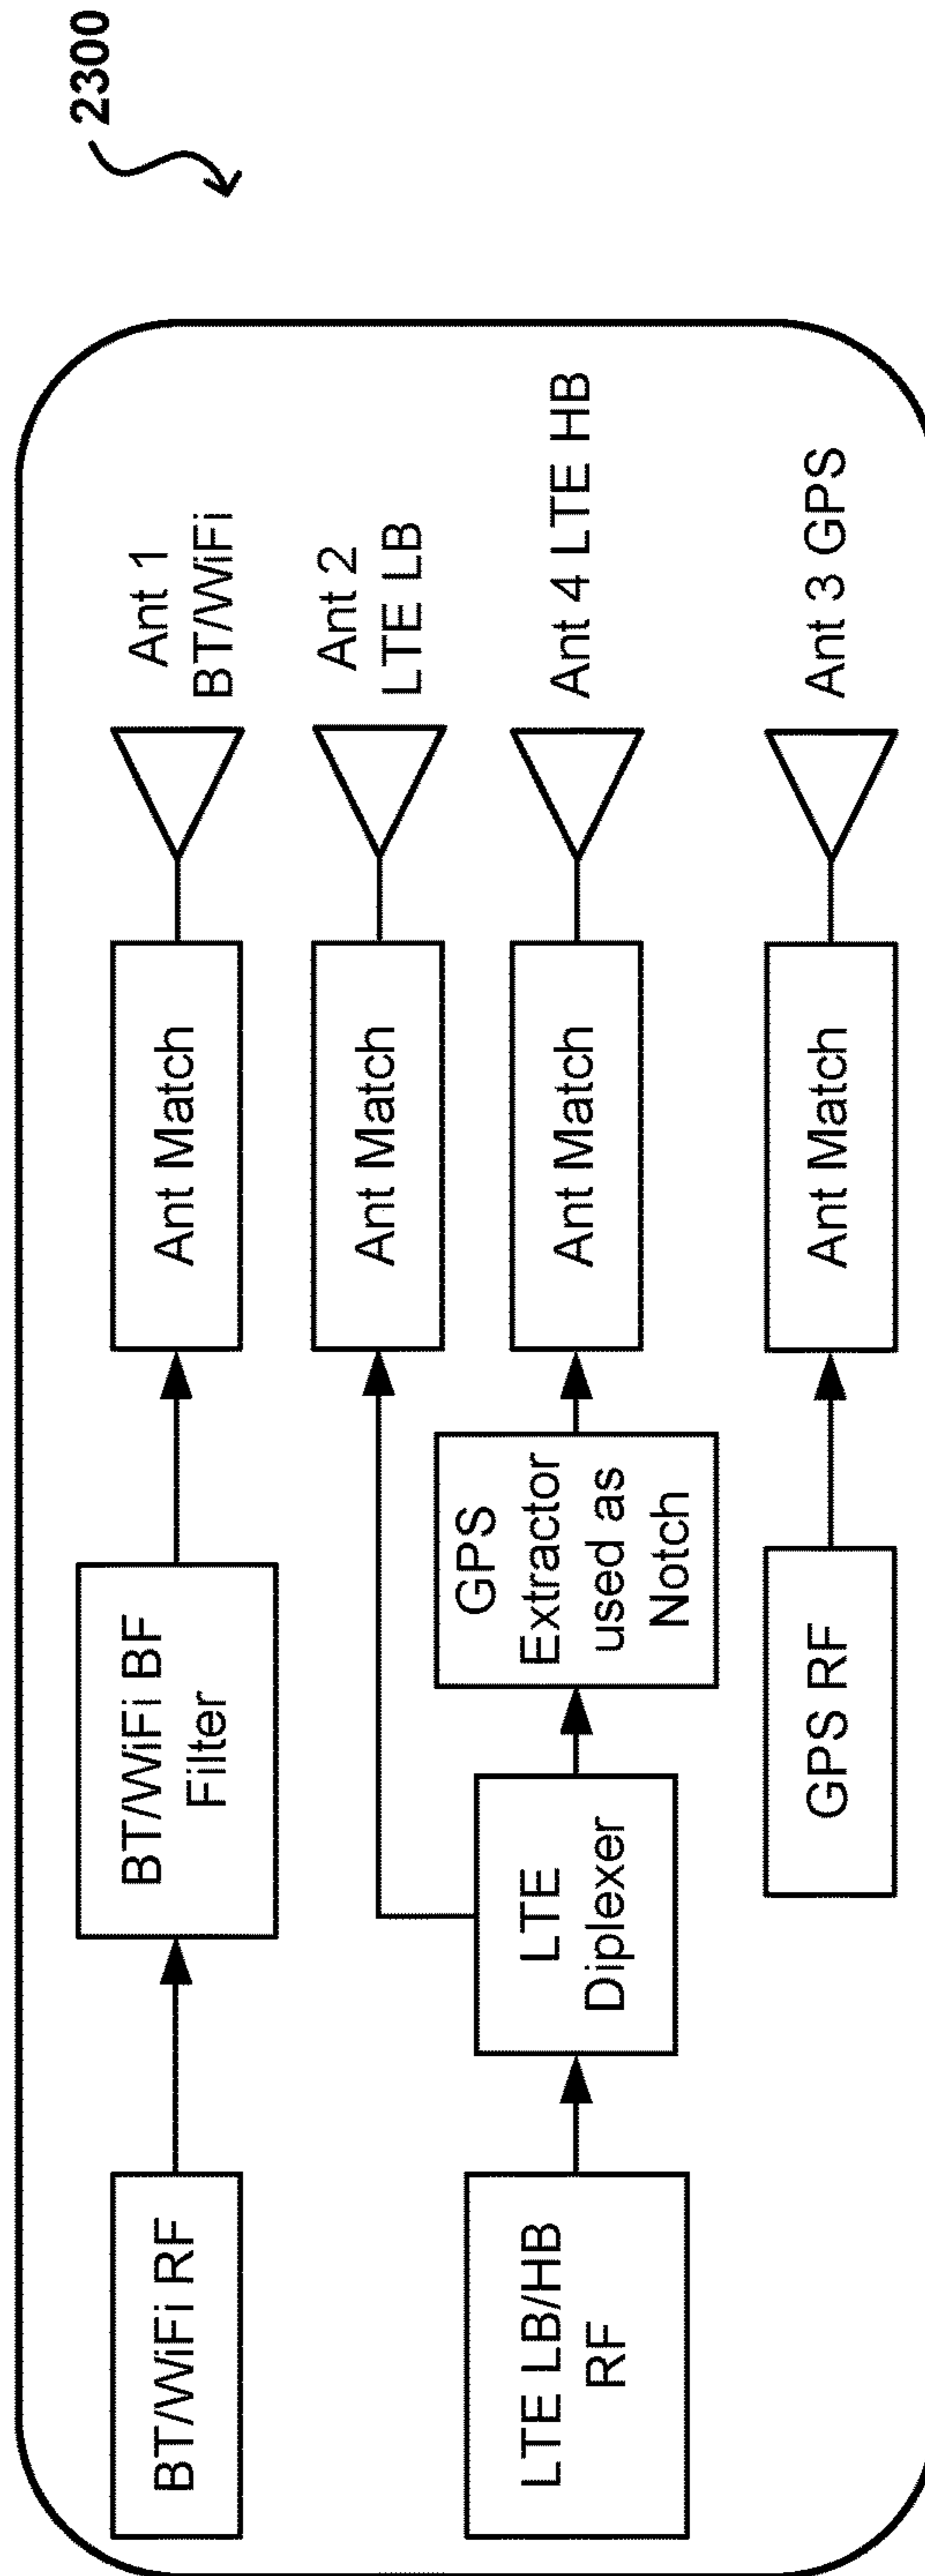 2300
BT/WiFi RF
BT/WiFi BF
Filter
Ant Match
Ant 1
BT/WiFi
LTE LB/HB
RF
LTE
Diplexer
Ant Match
Ant 2
LTE LB
GPS
Extractor
used as
Notch
Ant Match
Ant 4 LTE HB
GPS RF
Ant Match
Ant 3 GPS